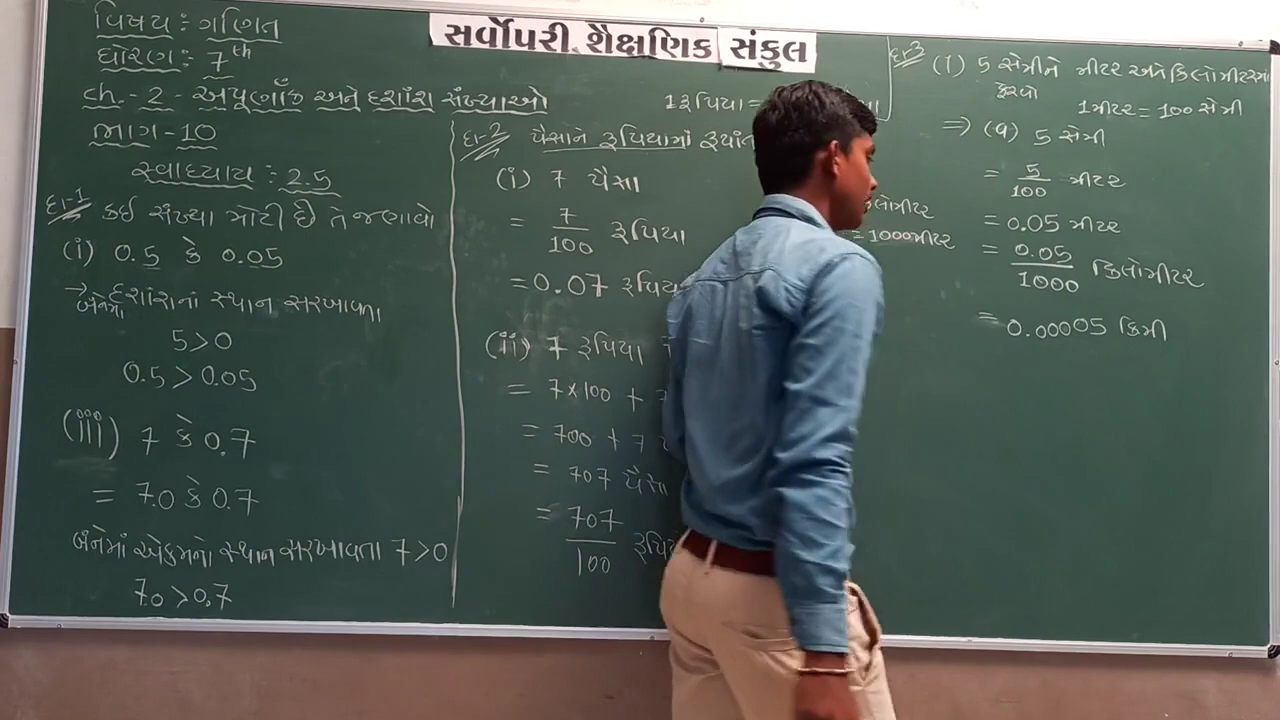 સર્વોપરી શૈક્ષણિક સંકુલ
વિષય : ગણિત
ધોરણ : 7th
ch. - 2 - અપૂર્ણાંક અને દશાંશ સંખ્યાઓ
ભાગ - 10
સ્વાધ્યાય : 2.5
દા-1 કઈ સંખ્યા મોટી છે તે જણાવો
(i) 0.5 કે 0.05
→ બંનેમાં દશાંશનાં સ્થાન સરખાવતા
5 > 0
0.5 > 0.05
(iii) 7 કે 0.7
= 7.0 કે 0.7
બંનેમાં એકમનો સ્થાન સરખાવતા 7 > 0
7.0 > 0.7
1 રૂપિયા =
દા-2 પૈસાને રૂપિયામાં
(i) 7 પૈસા
= 7/100 રૂપિયા
= 0.07
(ii) 7 રૂપિયા
= 7×100 +
= 700 + 7
= 707 પૈસા
= 707/100
= 1000 મીટર
દા-3 (1) 5 સેમીને મીટર અને કિલોમીટરમાં
ફેરવો
1 મીટર = 100 સેમી
⇒ (a) 5 સેમી
= 5/100 મીટર
= 0.05 મીટર
= 0.05/1000 કિલોમીટર
= 0.00005 કિમી